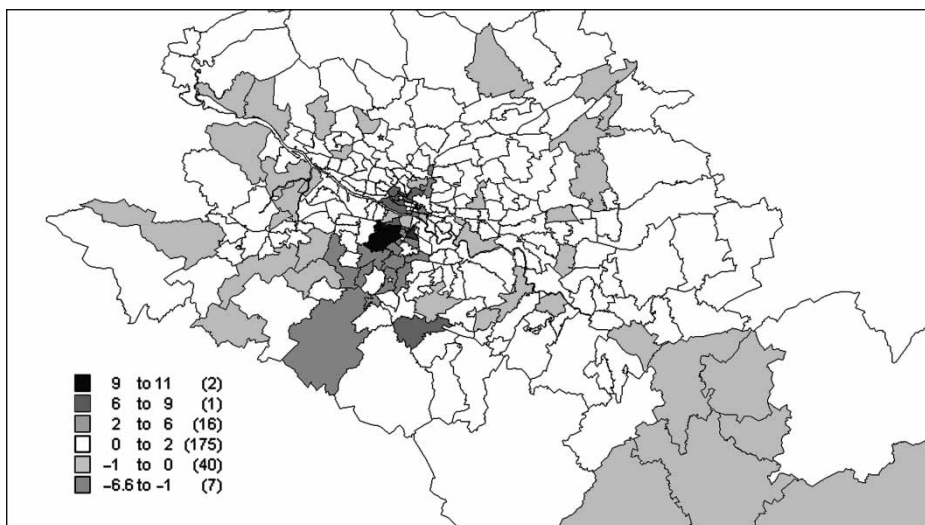 9 to 11 (2)
6 to 9 (1)
2 to 6 (16)
0 to 2 (175)
−1 to 0 (40)
−6.6 to −1 (7)